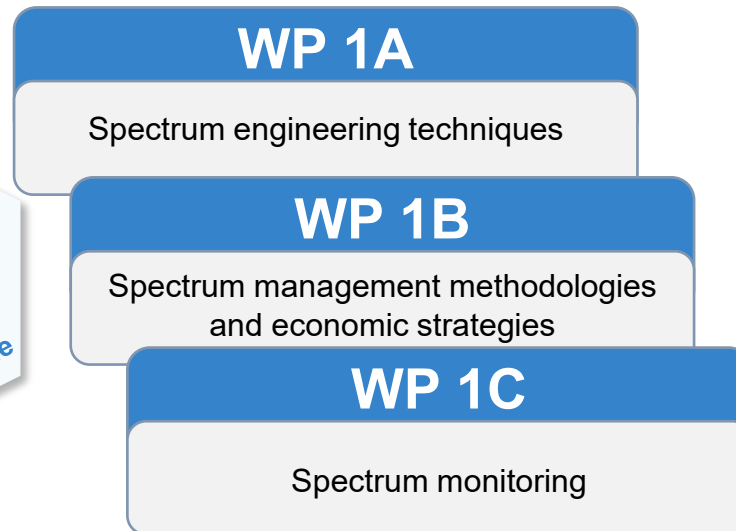 WP 1A
Spectrum engineering techniques
WP 1B
Spectrum management methodologies
and economic strategies
WP 1C
Spectrum monitoring